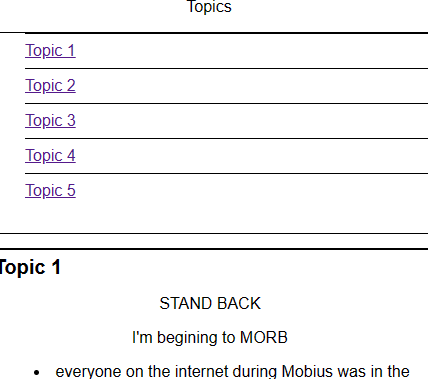 Topics
Topic 1
Topic 2
Topic 3
Topic 4
Topic 5
Topic 1
STAND BACK
I'm begining to MORB
everyone on the internet during Mobius was in the